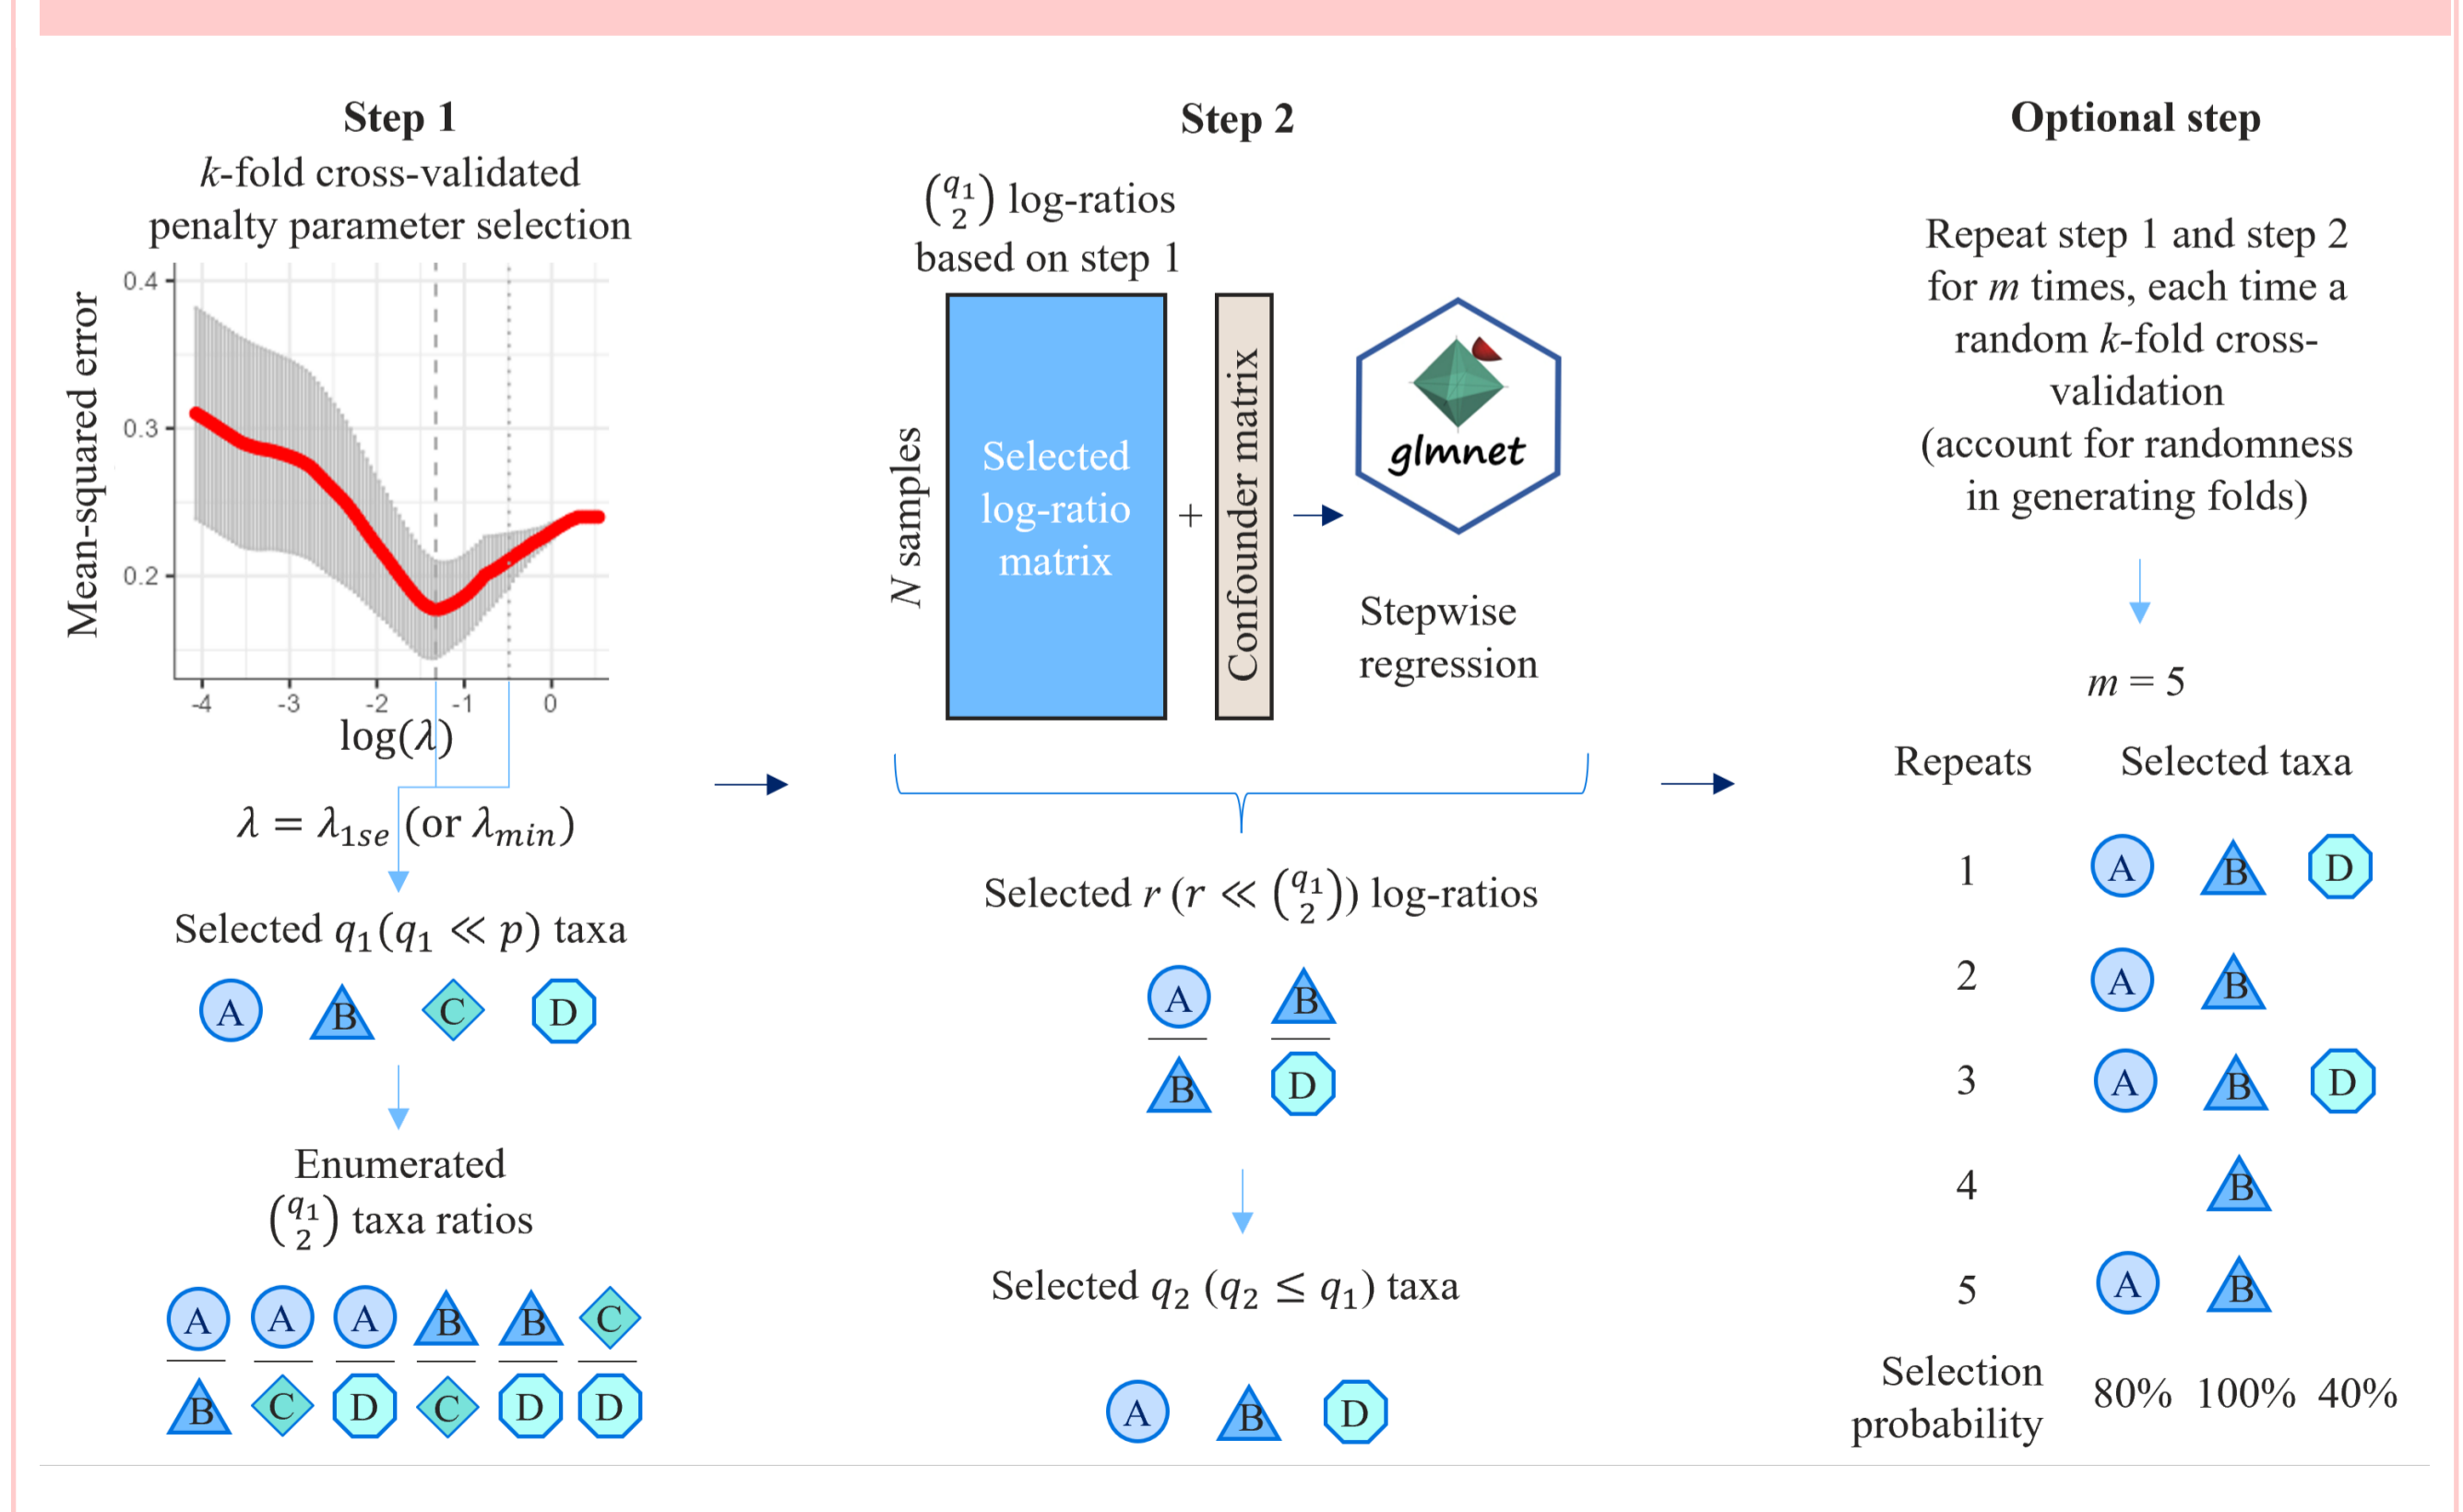 Step 1
k-fold cross-validated
penalty parameter selection
Mean-squared error
0.4
0.3
0.2
-4 -3 -2 -1 0
log(λ)
λ = λ1se (or λmin)
Selected q1(q1 ≪ p) taxa
A B C D
Enumerated
(q1 2) taxa ratios
A A A B B C
B C D C D D
Step 2
(q1 2) log-ratios
based on step 1
N samples
Selected
log-ratio
matrix
+
Confounder matrix
glmnet
Stepwise
regression
Selected r (r ≪ (q1 2)) log-ratios
A B
B D
Selected q2 (q2 ≤ q1) taxa
A B D
Optional step
Repeat step 1 and step 2
for m times, each time a
random k-fold cross-
validation
(account for randomness
in generating folds)
m = 5
Repeats Selected taxa
1 A B D
2 A B
3 A B D
4 B
5 A B
Selection
probability
80% 100% 40%